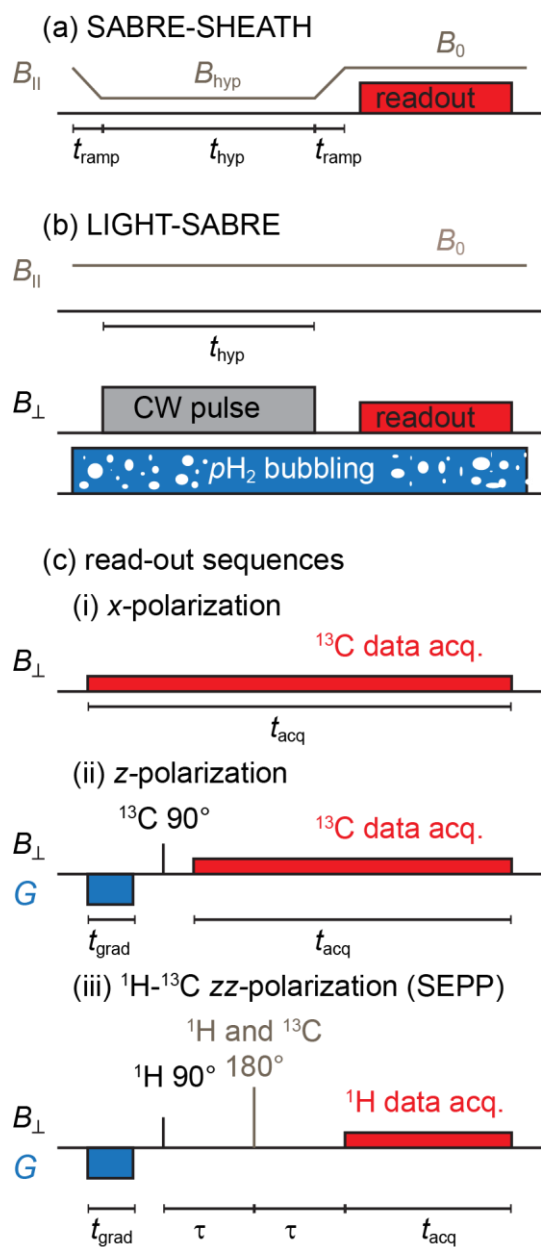 (a) SABRE-SHEATH
B|| Bhyp B0
readout
tramp thyp tramp
(b) LIGHT-SABRE
B|| B0
thyp
B⊥ CW pulse readout
pH2 bubbling
(c) read-out sequences
(i) x-polarization
B⊥ 13C data acq.
tacq
(ii) z-polarization
13C 90°
B⊥ 13C data acq.
G
tgrad tacq
(iii) 1H-13C zz-polarization (SEPP)
1H and 13C
1H 90° 180°
B⊥ 1H data acq.
G
tgrad τ τ tacq